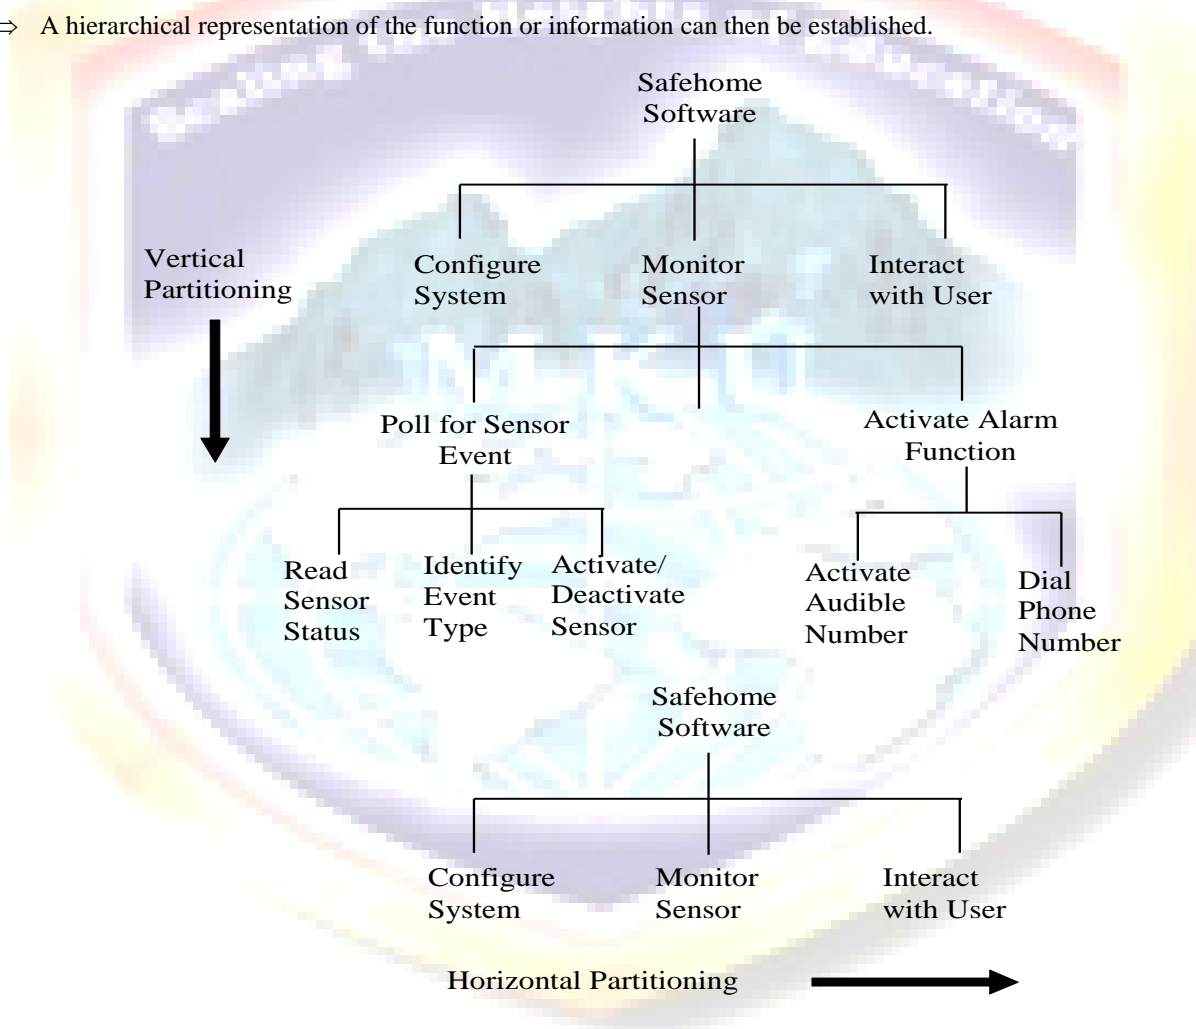 ⇒ A hierarchical representation of the function or information can then be established.
Safehome
Software
Vertical
Partitioning
Configure
System
Monitor
Sensor
Interact
with User
Poll for Sensor
Event
Activate Alarm
Function
Read
Sensor
Status
Identify
Event
Type
Activate/
Deactivate
Sensor
Activate
Audible
Number
Dial
Phone
Number
Safehome
Software
Configure
System
Monitor
Sensor
Interact
with User
Horizontal Partitioning